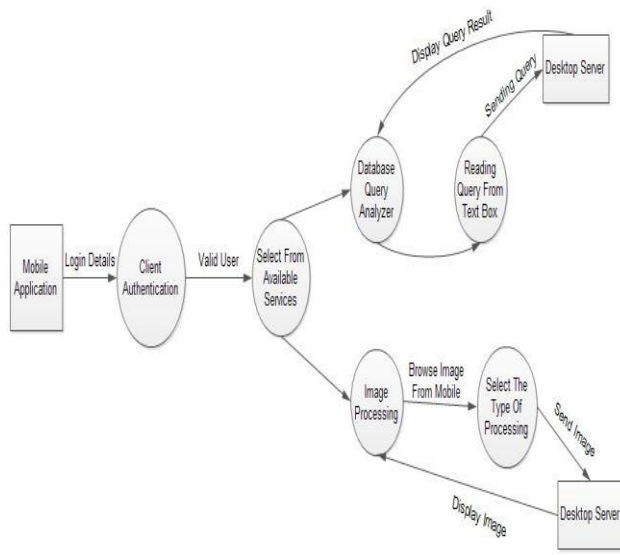 Display Query Result
Sending Query
Desktop Server
Database
Query
Analyzer
Reading
Query From
Text Box
Mobile
Application
Login Details
Client
Authentication
Valid User
Select From
Available
Services
Image
Processing
Browse Image
From Mobile
Select The
Type Of
Processing
Send Image
Display Image
Desktop Server